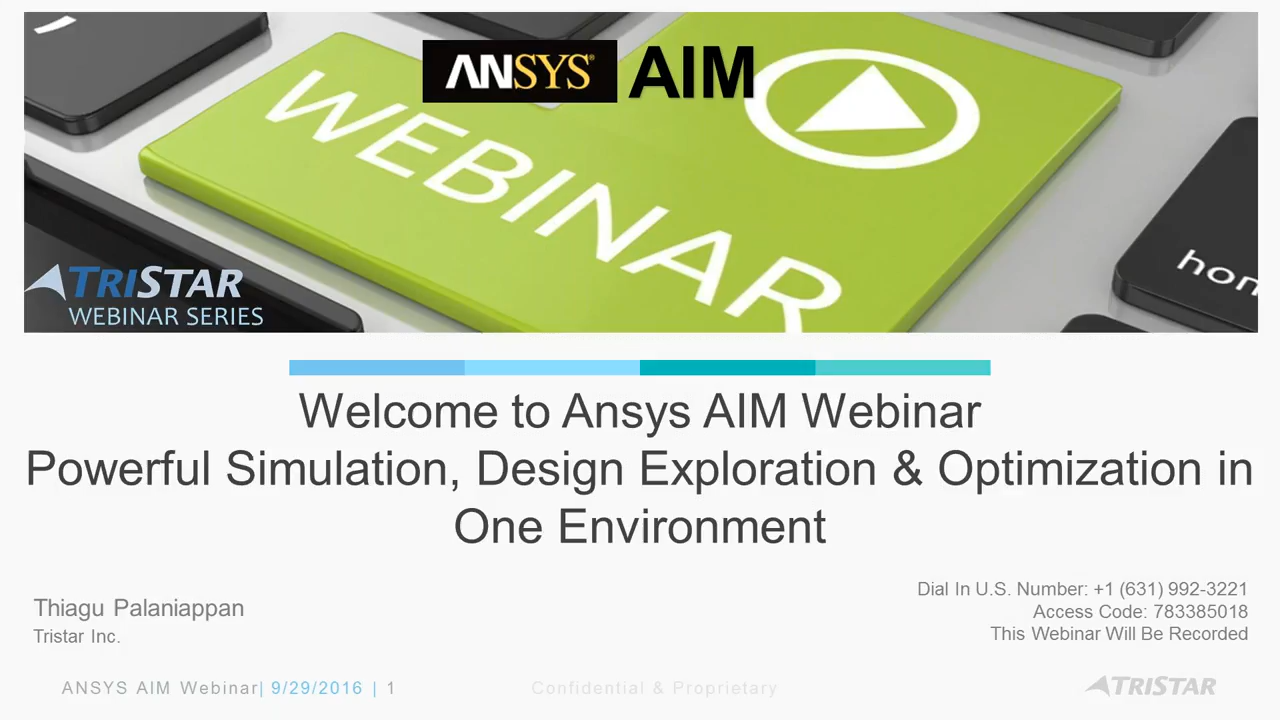 ANSYS® AIM
WEBINAR
hom
TRISTAR
WEBINAR SERIES
Welcome to Ansys AIM Webinar
Powerful Simulation, Design Exploration & Optimization in
One Environment
Thiagu Palaniappan
Tristar Inc.
Dial In U.S. Number: +1 (631) 992-3221
Access Code: 783385018
This Webinar Will Be Recorded
ANSYS AIM Webinar| 9/29/2016 | 1
Confidential & Proprietary
TRISTAR